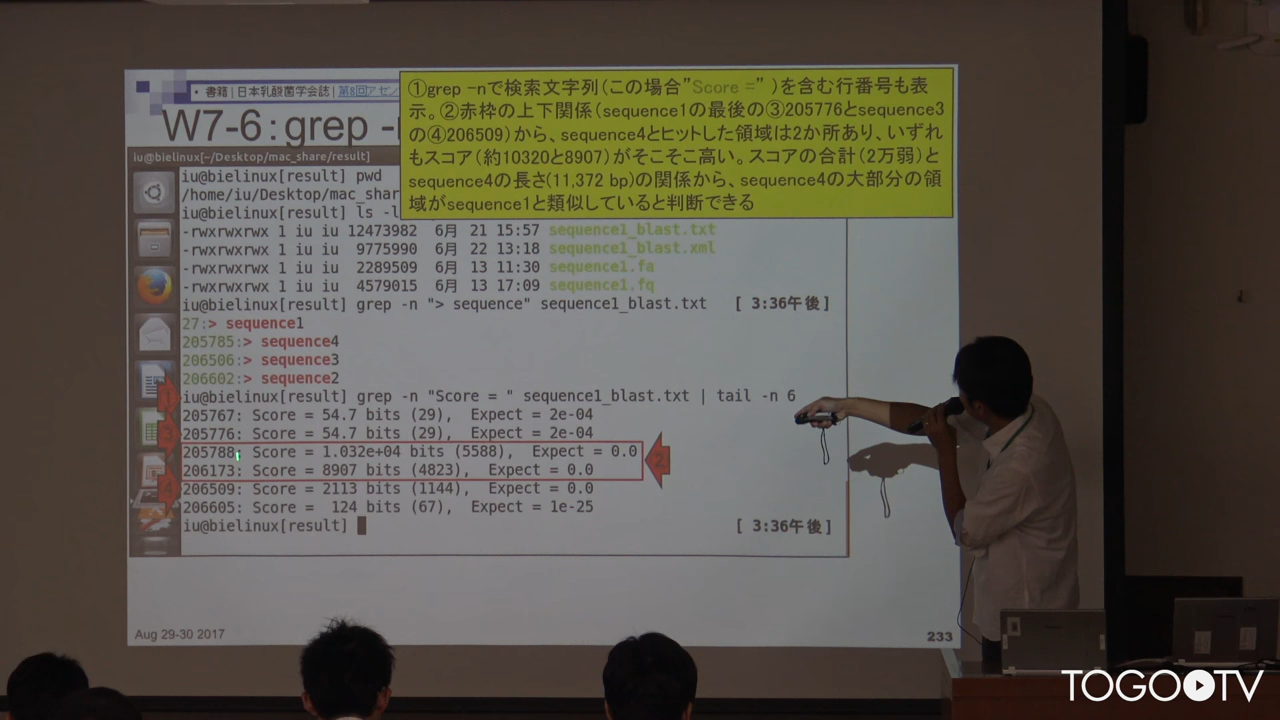 ・書籍 | 日本乳酸菌学会誌 | 第8回アセン
W7-6:grep -
①grep -nで検索文字列(この場合"Score =" )を含む行番号も表
示。②赤枠の上下関係(sequence1の最後の③205776とsequence3
の④206509)から、sequence4とヒットした領域は2か所あり、いずれ
もスコア(約10320と8907)がそこそこ高い。スコアの合計(2万弱)と
sequence4の長さ(11,372 bp)の関係から、sequence4の大部分の領
域がsequence1と類似していると判断できる
iu@bielinux[~/Desktop/mac_share/result]
iu@bielinux[result] pwd
/home/iu/Desktop/mac_shar
iu@bielinux[result] ls -l
-rwxrwxrwx 1 iu iu 12473982 6月 21 15:57 sequence1_blast.txt
-rwxrwxrwx 1 iu iu 9775990 6月 22 13:18 sequence1_blast.xml
-rwxrwxrwx 1 iu iu 2289509 6月 13 11:30 sequence1.fa
-rwxrwxrwx 1 iu iu 4579015 6月 13 17:09 sequence1.fq
iu@bielinux[result] grep -n "> sequence" sequence1_blast.txt [ 3:36午後]
27:> sequence1
205785:> sequence4
206506:> sequence3
206602:> sequence2
iu@bielinux[result] grep -n "Score = " sequence1_blast.txt | tail -n 6
205767: Score = 54.7 bits (29), Expect = 2e-04
205776: Score = 54.7 bits (29), Expect = 2e-04
205788: Score = 1.032e+04 bits (5588), Expect = 0.0
206173: Score = 8907 bits (4823), Expect = 0.0
206509: Score = 2113 bits (1144), Expect = 0.0
206605: Score = 124 bits (67), Expect = 1e-25
iu@bielinux[result] [ 3:36午後]
1
3
2
4
Aug 29-30 2017
233
TOGOTV